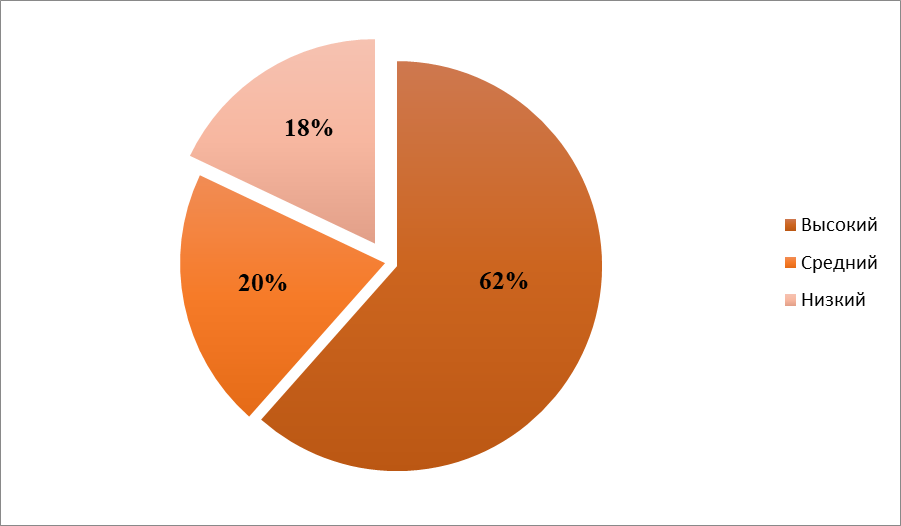 18%
20%
62%
Высокий
Средний
Низкий